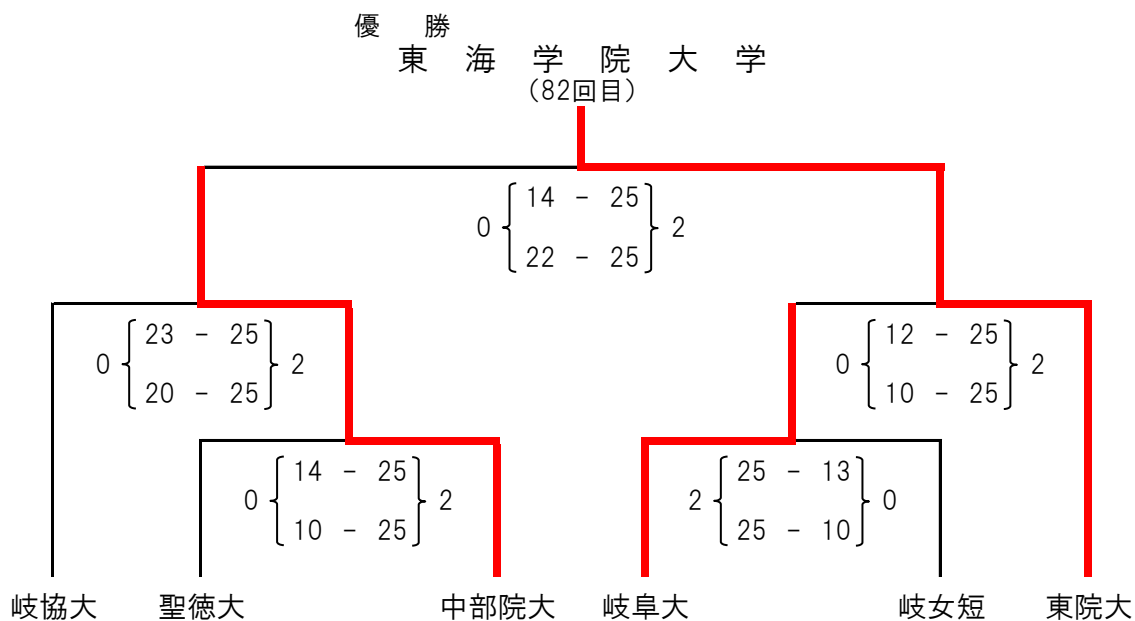 優　勝
東　海　学　院　大　学
(82回目)
14 - 25
0 2
22 - 25
23 - 25
0 2
20 - 25
12 - 25
0 2
10 - 25
14 - 25
0 2
10 - 25
25 - 13
2 0
25 - 10
岐協大 聖徳大 中部院大 岐阜大 岐女短 東院大